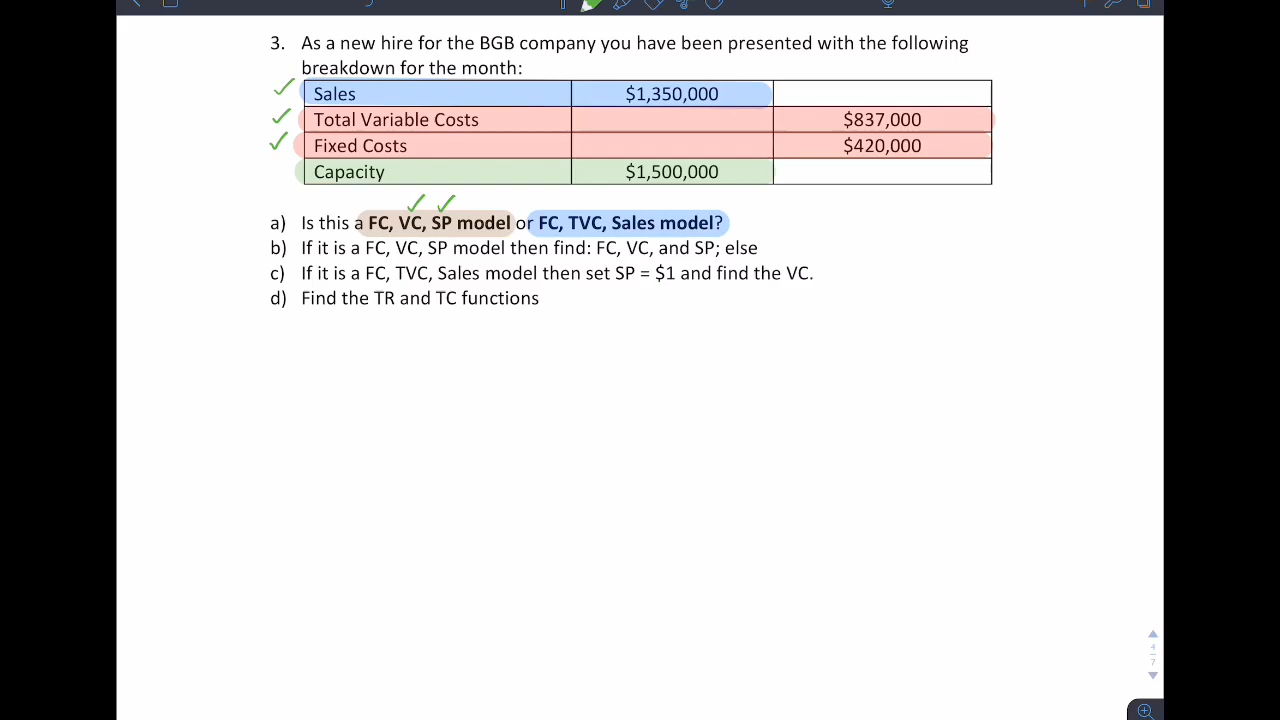 3. As a new hire for the BGB company you have been presented with the following
breakdown for the month:
Sales $1,350,000
Total Variable Costs $837,000
Fixed Costs $420,000
Capacity $1,500,000
a) Is this a FC, VC, SP model or FC, TVC, Sales model?
b) If it is a FC, VC, SP model then find: FC, VC, and SP; else
c) If it is a FC, TVC, Sales model then set SP = $1 and find the VC.
d) Find the TR and TC functions
4
7